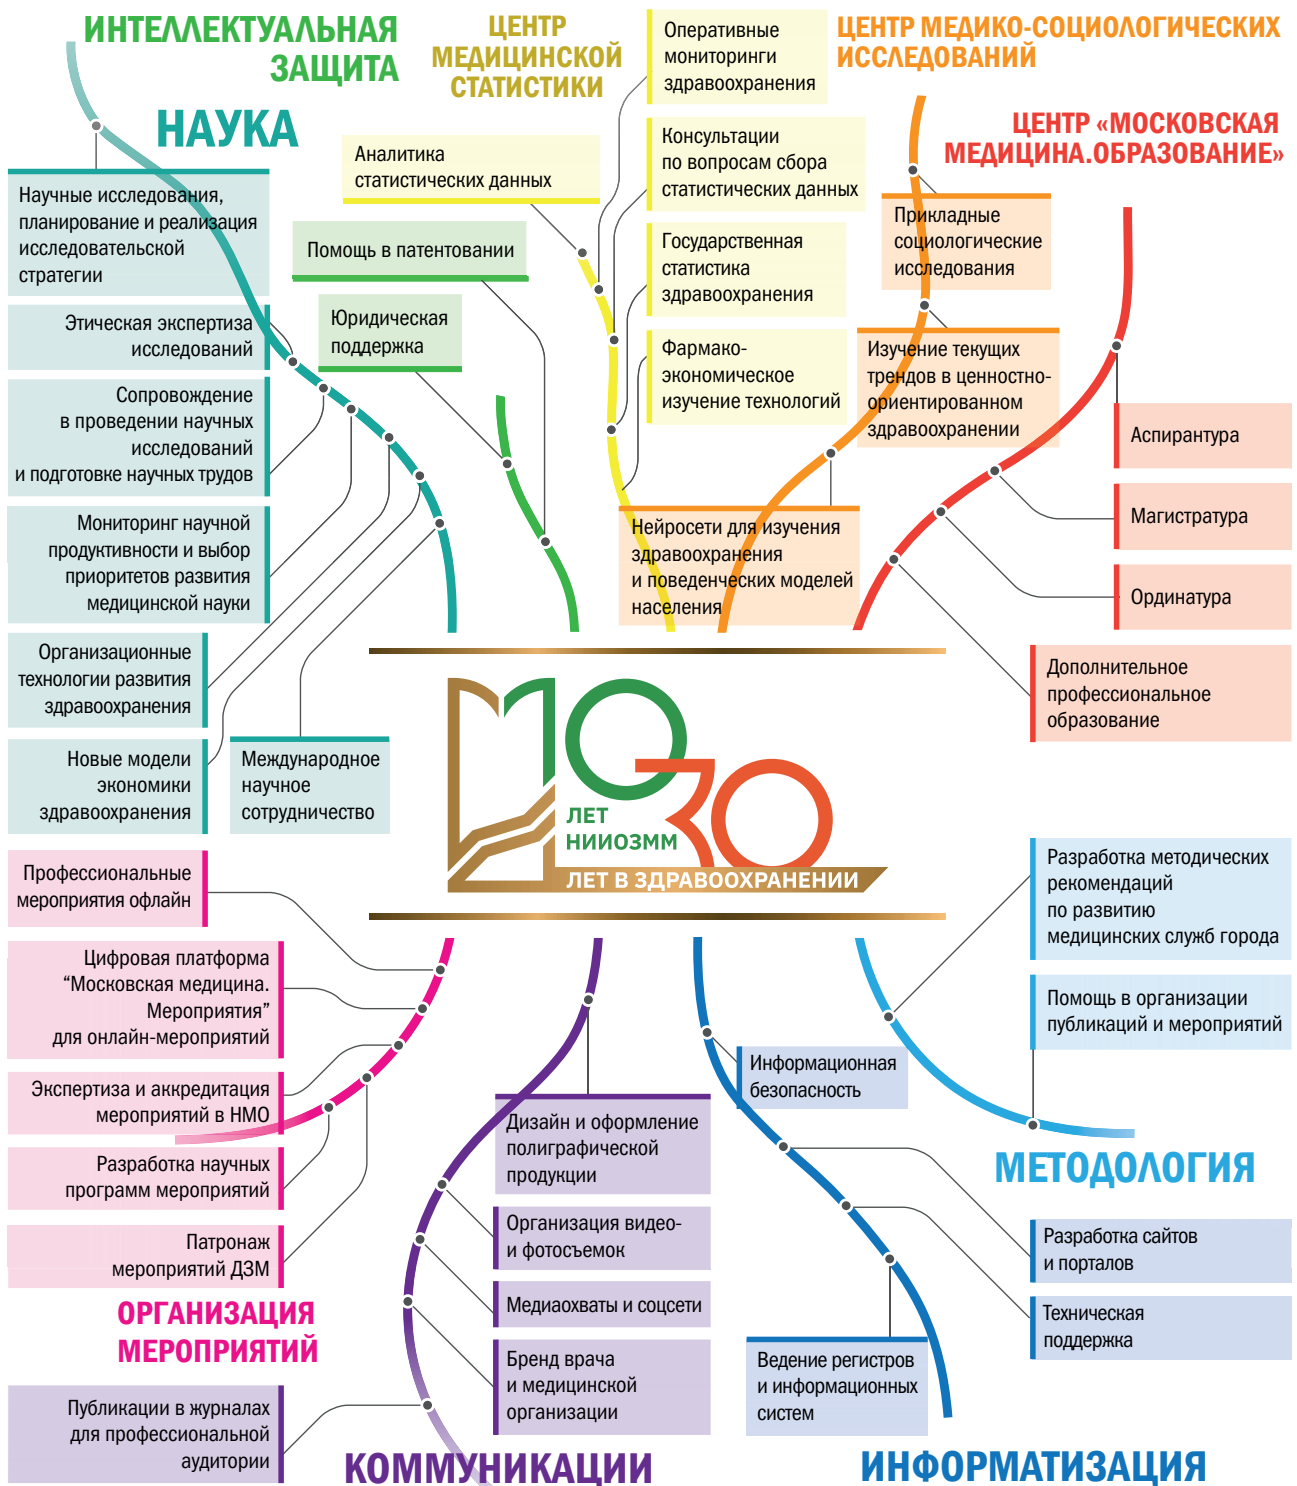 ИНТЕЛЛЕКТУАЛЬНАЯ
ЗАЩИТА
НАУКА
Научные исследования,
планирование и реализация
исследовательской
стратегии
Этическая экспертиза
исследований
Сопровождение
в проведении научных
исследований
и подготовке научных трудов
Мониторинг научной
продуктивности и выбор
приоритетов развития
медицинской науки
Организационные
технологии развития
здравоохранения
Новые модели
экономики
здравоохранения
Международное
научное
сотрудничество
Помощь в патентовании
Юридическая
поддержка
ЦЕНТР
МЕДИЦИНСКОЙ
СТАТИСТИКИ
Аналитика
статистических данных
Оперативные
мониторинги
здравоохранения
Консультации
по вопросам сбора
статистических данных
Государственная
статистика
здравоохранения
Фармако-
экономическое
изучение технологий
ЦЕНТР МЕДИКО-СОЦИОЛОГИЧЕСКИХ
ИССЛЕДОВАНИЙ
Прикладные
социологические
исследования
Изучение текущих
трендов в ценностно-
ориентированном
здравоохранении
Нейросети для изучения
здравоохранения
и поведенческих моделей
населения
ЦЕНТР «МОСКОВСКАЯ
МЕДИЦИНА.ОБРАЗОВАНИЕ»
Аспирантура
Магистратура
Ординатура
Дополнительное
профессиональное
образование
10
ЛЕТ
НИИОЗММ
30
ЛЕТ В ЗДРАВООХРАНЕНИИ
Профессиональные
мероприятия офлайн
Цифровая платформа
“Московская медицина.
Мероприятия”
для онлайн-мероприятий
Экспертиза и аккредитация
мероприятий в НМО
Разработка научных
программ мероприятий
Патронаж
мероприятий ДЗМ
ОРГАНИЗАЦИЯ
МЕРОПРИЯТИЙ
Публикации в журналах
для профессиональной
аудитории
Дизайн и оформление
полиграфической
продукции
Организация видео-
и фотосъемок
Медиаохваты и соцсети
Бренд врача
и медицинской
организации
КОММУНИКАЦИИ
Информационная
безопасность
Разработка сайтов
и порталов
Техническая
поддержка
Ведение регистров
и информационных
систем
ИНФОРМАТИЗАЦИЯ
Разработка методических
рекомендаций
по развитию
медицинских служб города
Помощь в организации
публикаций и мероприятий
МЕТОДОЛОГИЯ